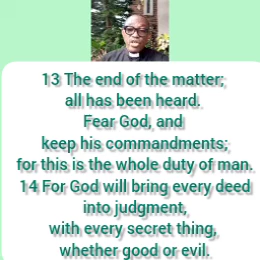 13 The end of the matter;
all has been heard.
Fear God, and
keep his commandments;
for this is the whole duty of man.
14 For God will bring every deed
into judgment,
with every secret thing,
whether good or evil.